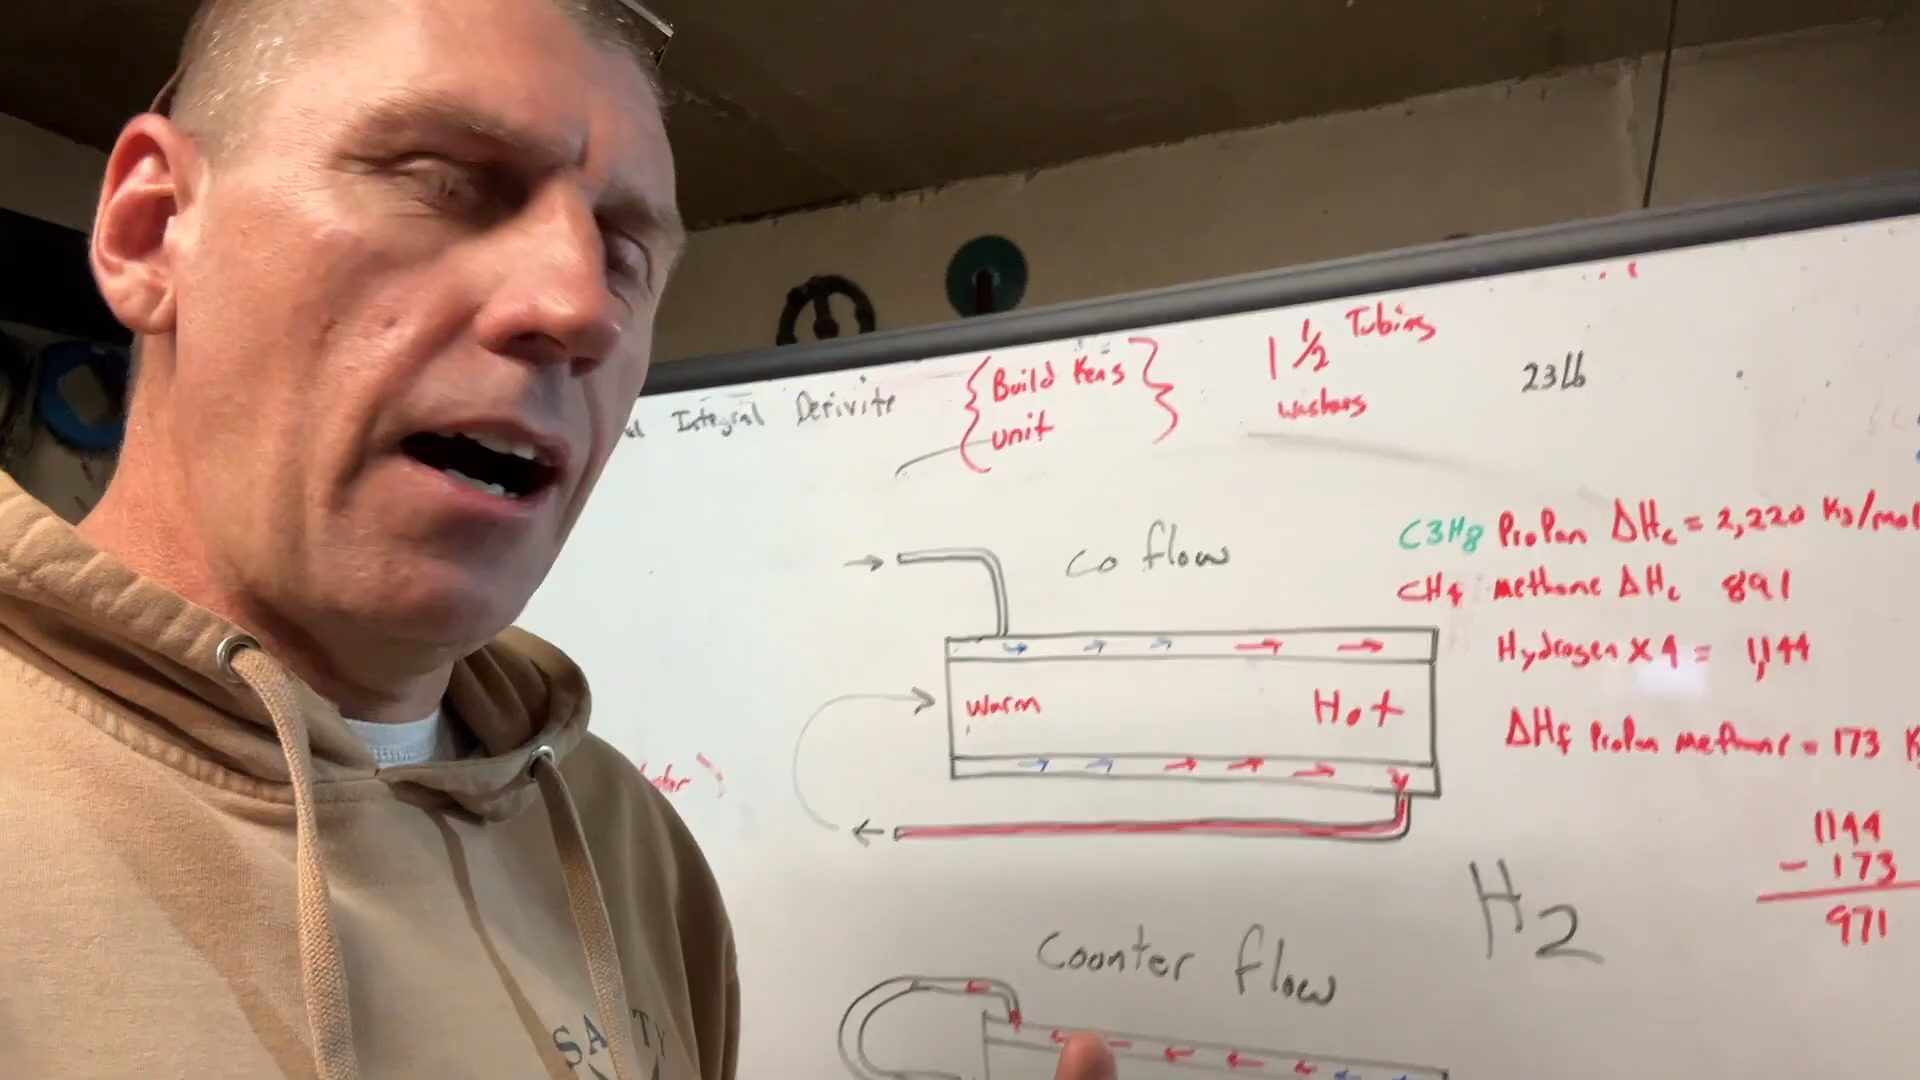 Integral Derivite
{Build Kens
unit}
1 1/2 Tubing
washers
23 lb
co flow
C3H8 ProPan ΔHc = 2,220 KJ/mol
CH4 methane ΔHc 891
Hydrogen x 4 = 1,144
ΔHf ProPan methane = 173 K
1144
- 173
971
Warm
Hot
H2
Counter flow